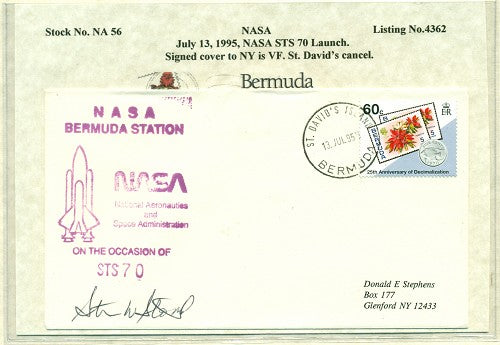 Stock No. NA 56 NASA Listing No.4362
July 13, 1995, NASA STS 70 Launch.
Signed cover to NY is VF. St. David's cancel.
Bermuda
NASA
BERMUDA STATION
NASA
National Aeronautics
and
Space Administration
ON THE OCCASION OF
STS 70
ST. DAVID'S ISLAND
13 JUL 95
BERMUDA
60c
EIIR
BERMUDA
25th Anniversary of Decimalization
Donald E Stephens
Box 177
Glenford NY 12433